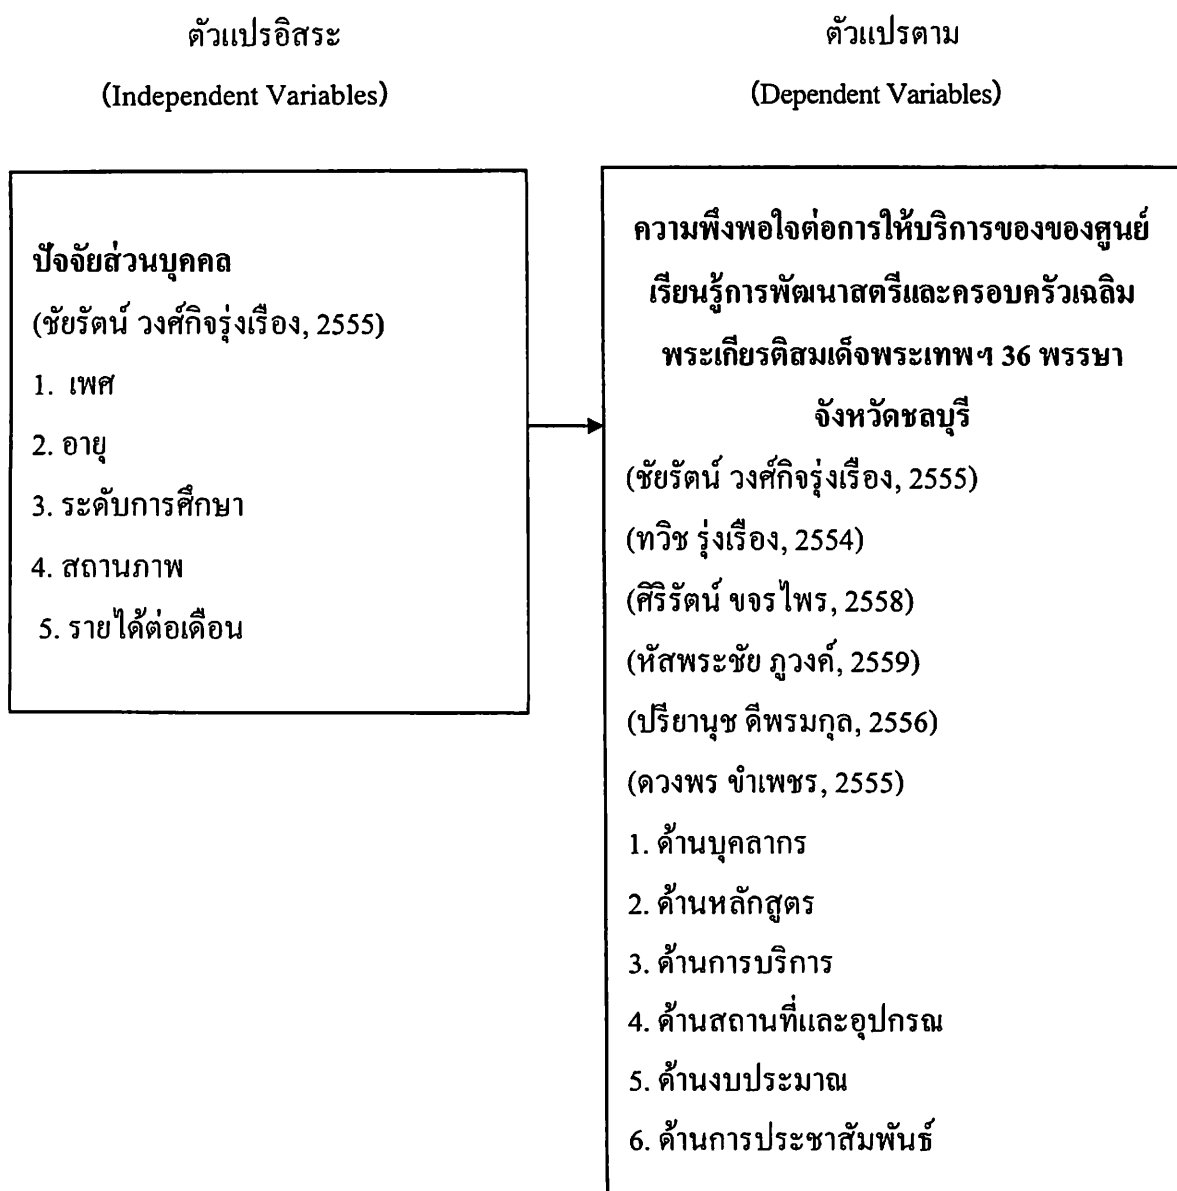 ตัวแปรอิสระ
(Independent Variables)
ปัจจัยส่วนบุคคล
(ชัยรัตน์ วงศ์กิจรุ่งเรือง, 2555)
1. เพศ
2. อายุ
3. ระดับการศึกษา
4. สถานภาพ
5. รายได้ต่อเดือน
ตัวแปรตาม
(Dependent Variables)
ความพึงพอใจต่อการให้บริการของของศูนย์
เรียนรู้การพัฒนาสตรีและครอบครัวเฉลิม
พระเกียรติสมเด็จพระเทพฯ 36 พรรษา
จังหวัดชลบุรี
(ชัยรัตน์ วงศ์กิจรุ่งเรือง, 2555)
(ทวิช รุ่งเรือง, 2554)
(ศิริรัตน์ ขจรไพร, 2558)
(หัสพระชัย ภูวงค์, 2559)
(ปรียานุช ดีพรมกุล, 2556)
(ดวงพร ขำเพชร, 2555)
1. ด้านบุคลากร
2. ด้านหลักสูตร
3. ด้านการบริการ
4. ด้านสถานที่และอุปกรณ
5. ด้านงบประมาณ
6. ด้านการประชาสัมพันธ์